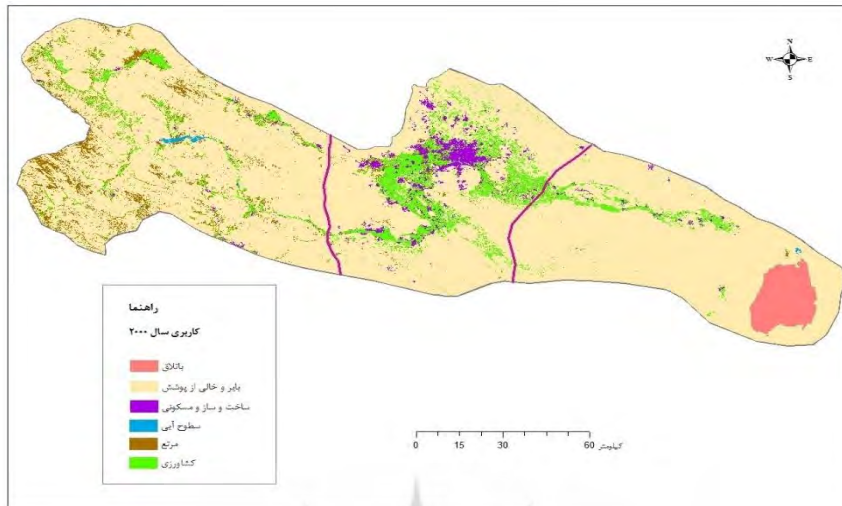 N
W E
S
راهنما
کاربری سال ۲۰۰۰
باتلاق
بایر و خالی از پوشش
ساخت و ساز و مسکونی
سطوح آبی
مرتع
کشاورزی
0 15 30 60 کیلومتر